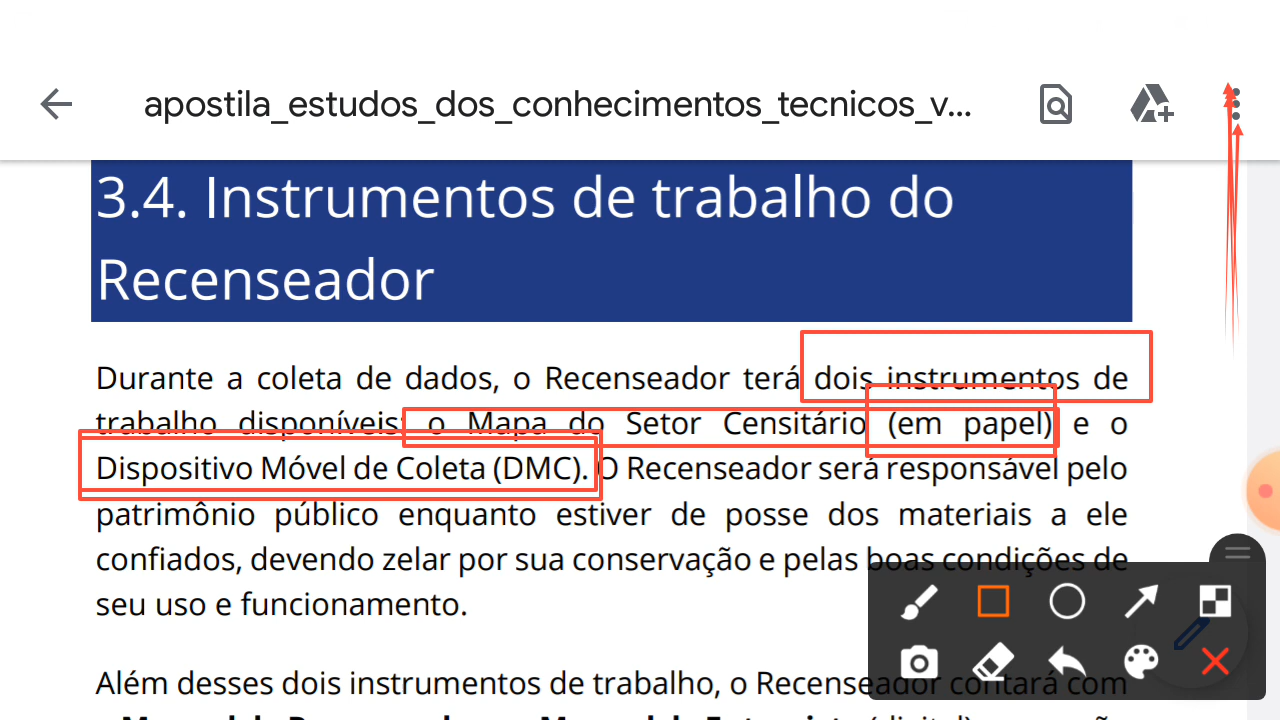 apostila_estudos_dos_conhecimentos_tecnicos_v...
3.4. Instrumentos de trabalho do
Recenseador
Durante a coleta de dados, o Recenseador terá dois instrumentos de
trabalho disponíveis: o Mapa do Setor Censitário (em papel) e o
Dispositivo Móvel de Coleta (DMC). O Recenseador será responsável pelo
patrimônio público enquanto estiver de posse dos materiais a ele
confiados, devendo zelar por sua conservação e pelas boas condições de
seu uso e funcionamento.
Além desses dois instrumentos de trabalho, o Recenseador contará com
(digital)